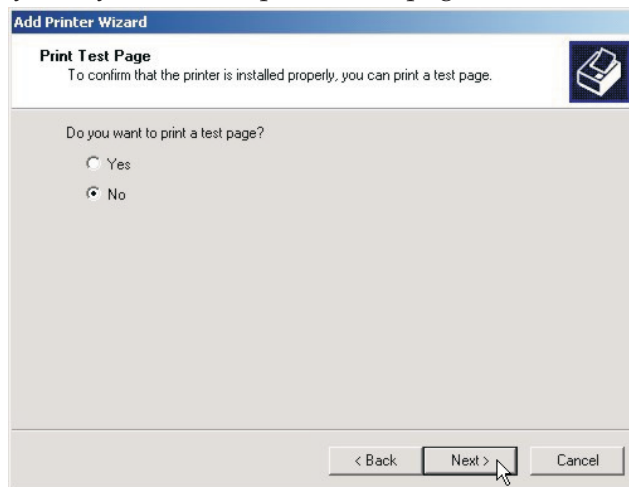 Add Printer Wizard
Print Test Page
To confirm that the printer is installed properly, you can print a test page.
Do you want to print a test page?
Yes
No
< Back Next > Cancel